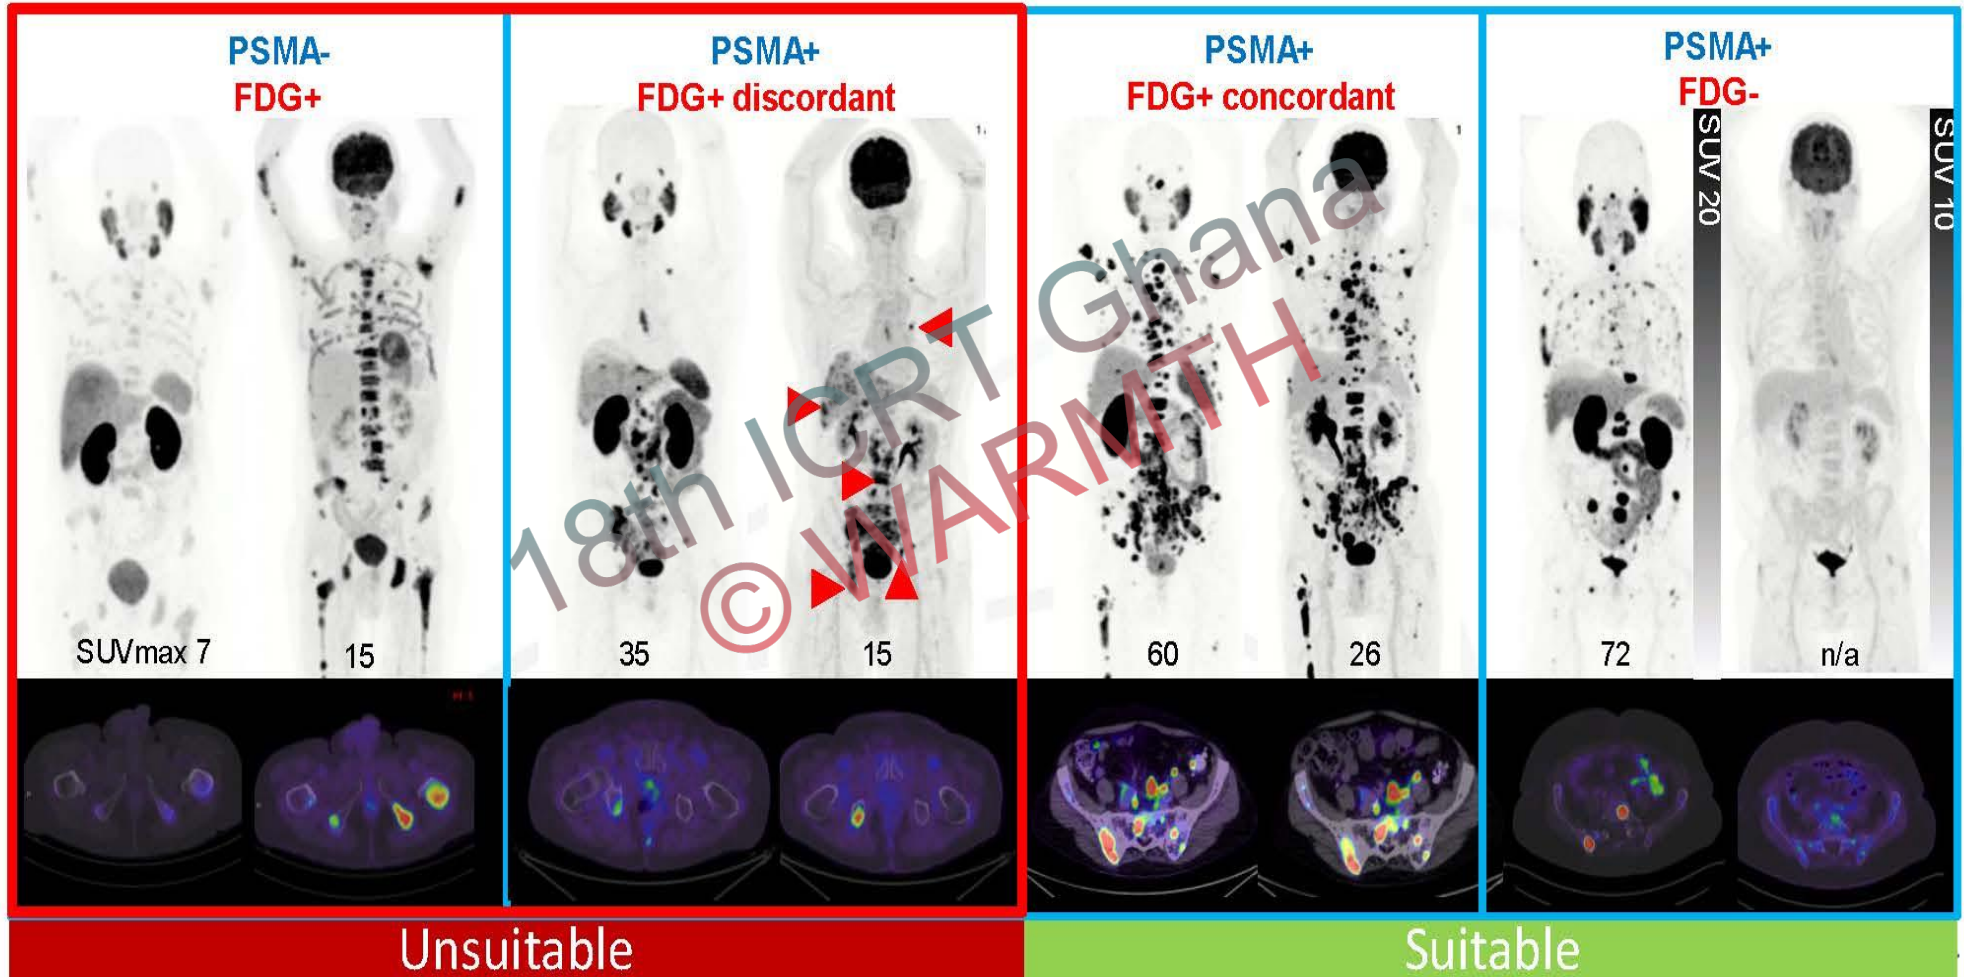 PSMA-
FDG+
PSMA+
FDG+ discordant
PSMA+
FDG+ concordant
PSMA+
FDG-
SUV 20
SUV 10
18th ICRT Ghana
© WARMTH
SUVmax 7
15
35
15
60
26
72
n/a
Unsuitable
Suitable